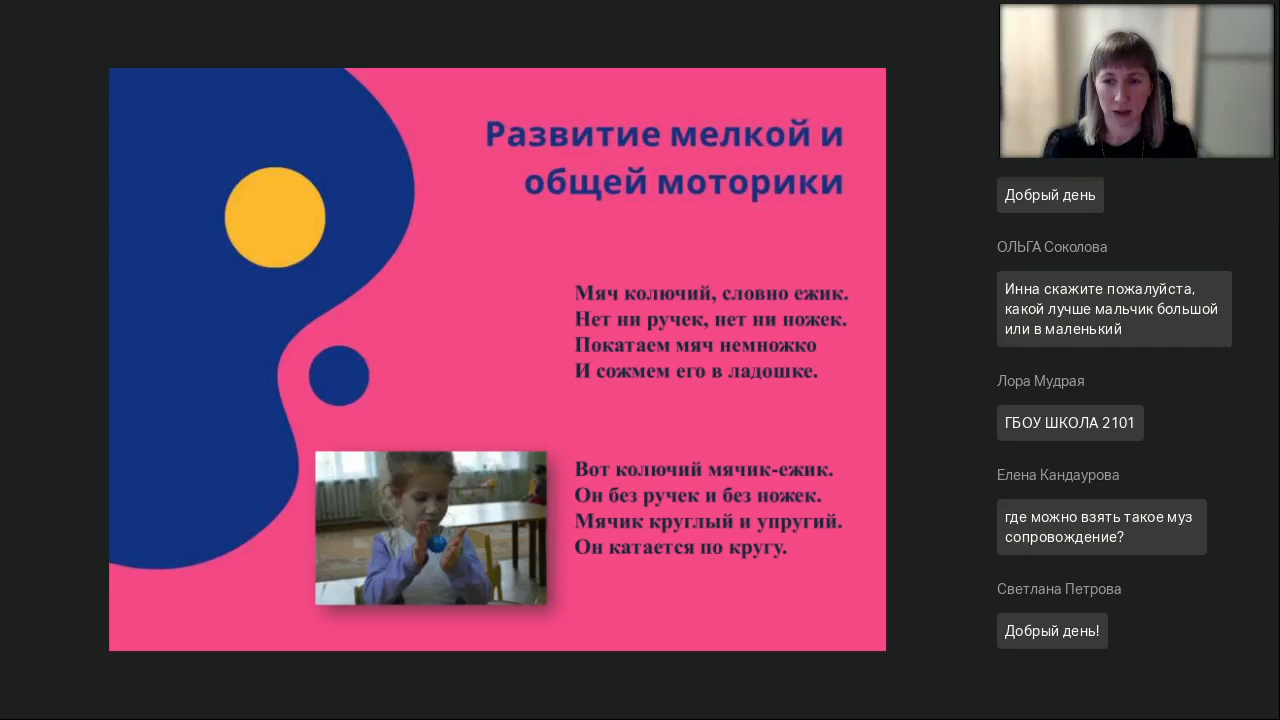 Развитие мелкой и
общей моторики
Мяч колючий, словно ежик.
Нет ни ручек, нет ни ножек.
Покатаем мяч немножко
И сожмем его в ладошке.
Вот колючий мячик-ежик.
Он без ручек и без ножек.
Мячик круглый и упругий.
Он катается по кругу.
Добрый день
ОЛЬГА Соколова
Инна скажите пожалуйста,
какой лучше мальчик большой
или в маленький
Лора Мудрая
ГБОУ ШКОЛА 2101
Елена Кандаурова
где можно взять такое муз
сопровождение?
Светлана Петрова
Добрый день!